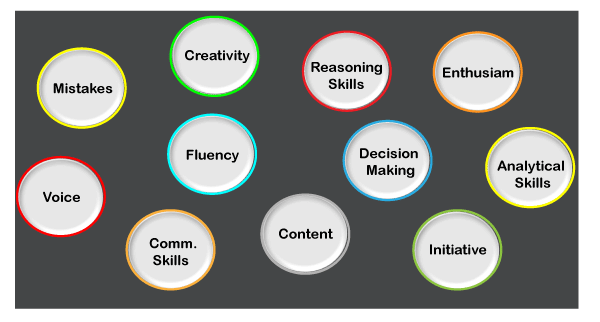 Creativity
Reasoning
Skills
Enthusiam
Mistakes
Fluency
Decision
Making
Analytical
Skills
Voice
Comm.
Skills
Content
Initiative